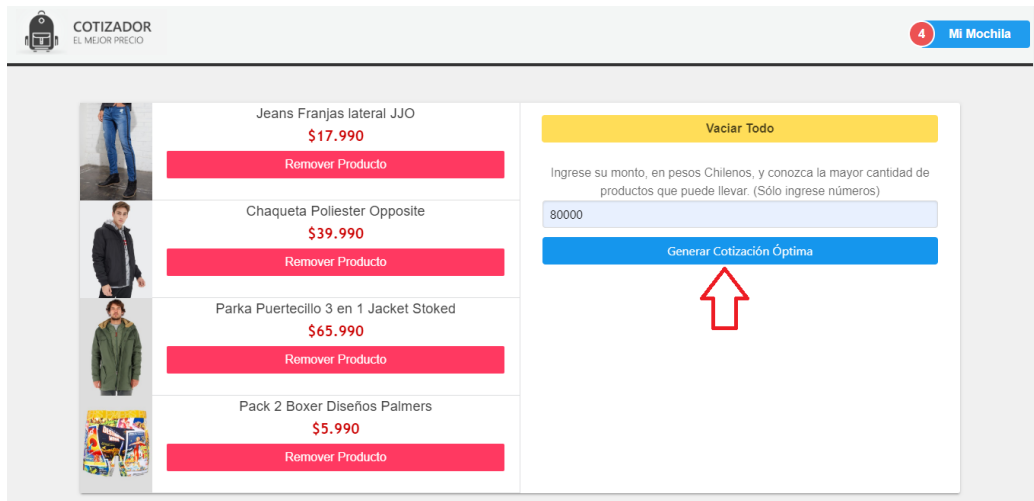 COTIZADOR
EL MEJOR PRECIO
4 Mi Mochila
Jeans Franjas lateral JJO
$17.990
Remover Producto
Chaqueta Poliester Opposite
$39.990
Remover Producto
Parka Puertecillo 3 en 1 Jacket Stoked
$65.990
Remover Producto
Pack 2 Boxer Diseños Palmers
$5.990
Remover Producto
Vaciar Todo
Ingrese su monto, en pesos Chilenos, y conozca la mayor cantidad de
productos que puede llevar. (Sólo ingrese números)
80000
Generar Cotización Óptima